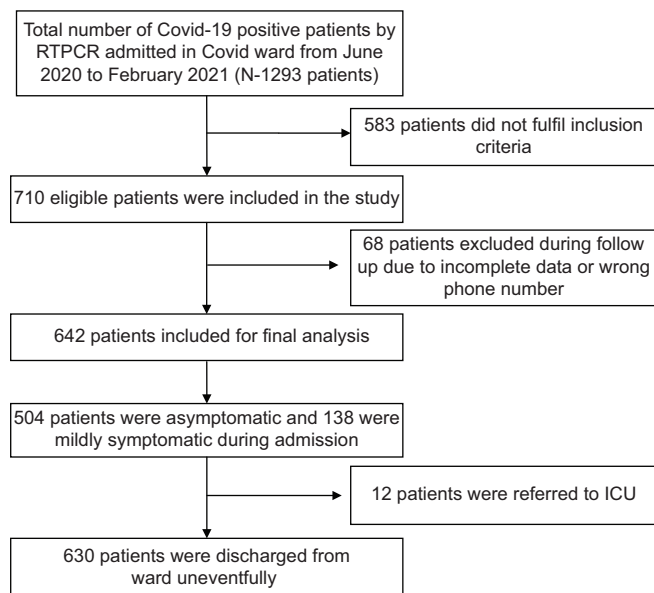 Total number of Covid-19 positive patients by
RTPCR admitted in Covid ward from June
2020 to February 2021 (N-1293 patients)
583 patients did not fulfil inclusion
criteria
710 eligible patients were included in the study
68 patients excluded during follow
up due to incomplete data or wrong
phone number
642 patients included for final analysis
504 patients were asymptomatic and 138 were
mildly symptomatic during admission
12 patients were referred to ICU
630 patients were discharged from
ward uneventfully